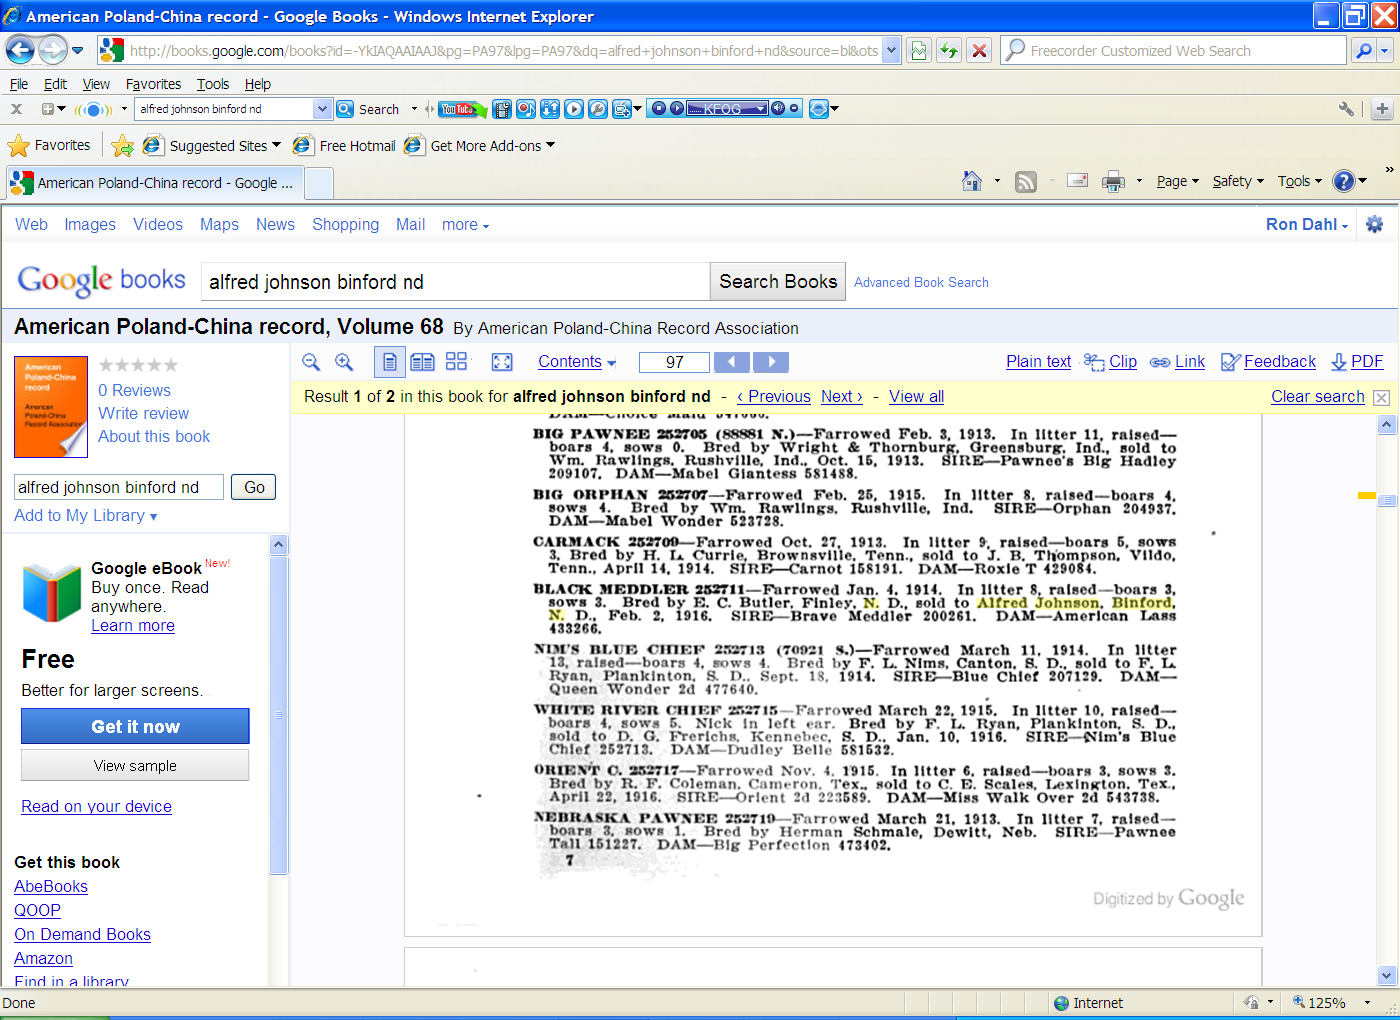 American Poland-China record - Google Books - Windows Internet Explorer
http://books.google.com/books?id=-YkIAQAAIAAJ&pg=PA97&lpg=PA97&dq=alfred+johnson+binford+nd&source=bl&ots
Freecorder Customized Web Search
File Edit View Favorites Tools Help
alfred johnson binford nd Search YouTube KFOG
Favorites Suggested Sites Free Hotmail Get More Add-ons
American Poland-China record - Google ... Page Safety Tools
Web Images Videos Maps News Shopping Mail more Ron Dahl
Google books alfred johnson binford nd Search Books Advanced Book Search
American Poland-China record, Volume 68 By American Poland-China Record Association
American
Poland-China
record
American
Poland-China
Record Association
0 Reviews
Write review
About this book
alfred johnson binford nd Go
Add to My Library
Google eBook New!
Buy once. Read
anywhere.
Learn more
Free
Better for larger screens.
Get it now
View sample
Read on your device
Get this book
AbeBooks
QOOP
On Demand Books
Amazon
Find in a library
Contents 97 Plain text Clip Link Feedback PDF
Result 1 of 2 in this book for alfred johnson binford nd - ‹ Previous Next › - View all Clear search
BIG PAWNEE 252705 (88881 N.)—Farrowed Feb. 3, 1913. In litter 11, raised—
boars 4, sows 0. Bred by Wright & Thornburg, Greensburg, Ind., sold to
Wm. Rawlings, Rushville, Ind., Oct. 15, 1913. SIRE—Pawnee's Big Hadley
209107. DAM—Mabel Giantess 581488.
BIG ORPHAN 252707—Farrowed Feb. 25, 1915. In litter 8, raised—boars 4,
sows 4. Bred by Wm. Rawlings, Rushville, Ind. SIRE—Orphan 204937.
DAM—Mabel Wonder 523728.
CARMACK 252709—Farrowed Oct. 27, 1913. In litter 9, raised—boars 5, sows
3, Bred by H. L. Currie, Brownsville, Tenn., sold to J. B. Thompson, Vildo,
Tenn., April 14, 1914. SIRE—Carnot 158191. DAM—Roxie T 429084.
BLACK MEDDLER 252711—Farrowed Jan. 4, 1914. In litter 8, raised—boars 3,
sows 3. Bred by E. C. Butler, Finley, N. D., sold to Alfred Johnson, Binford,
N. D., Feb. 2, 1916. SIRE—Brave Meddler 200261. DAM—American Lass
433266.
NIM'S BLUE CHIEF 252713 (70921 S.)—Farrowed March 11, 1914. In litter
13, raised—boars 4, sows 4. Bred by F. L. Nims, Canton, S. D., sold to F. L.
Ryan, Plankinton, S. D., Sept. 18, 1914. SIRE—Blue Chief 207129. DAM—
Queen Wonder 2d 477640.
WHITE RIVER CHIEF 252715—Farrowed March 22, 1915. In litter 10, raised—
boars 4, sows 5. Nick in left ear. Bred by F. L. Ryan, Plankinton, S. D.,
sold to D. G. Frerichs, Kennebec, S. D., Jan. 10, 1916. SIRE—Nim's Blue
Chief 252713. DAM—Dudley Belle 581532.
ORIENT C. 252717—Farrowed Nov. 4, 1915. In litter 6, raised—boars 3, sows 3.
Bred by R. F. Coleman, Cameron, Tex., sold to C. E. Scales, Lexington, Tex.,
April 22, 1916. SIRE—Orient 2d 223589. DAM—Miss Walk Over 2d 543738.
NEBRASKA PAWNEE 252719—Farrowed March 21, 1913. In litter 7, raised—
boars 3, sows 1. Bred by Herman Schmale, Dewitt, Neb. SIRE—Pawnee
Tall 151227. DAM—Big Perfection 473402.
7
Digitized by Google
Done Internet 125%